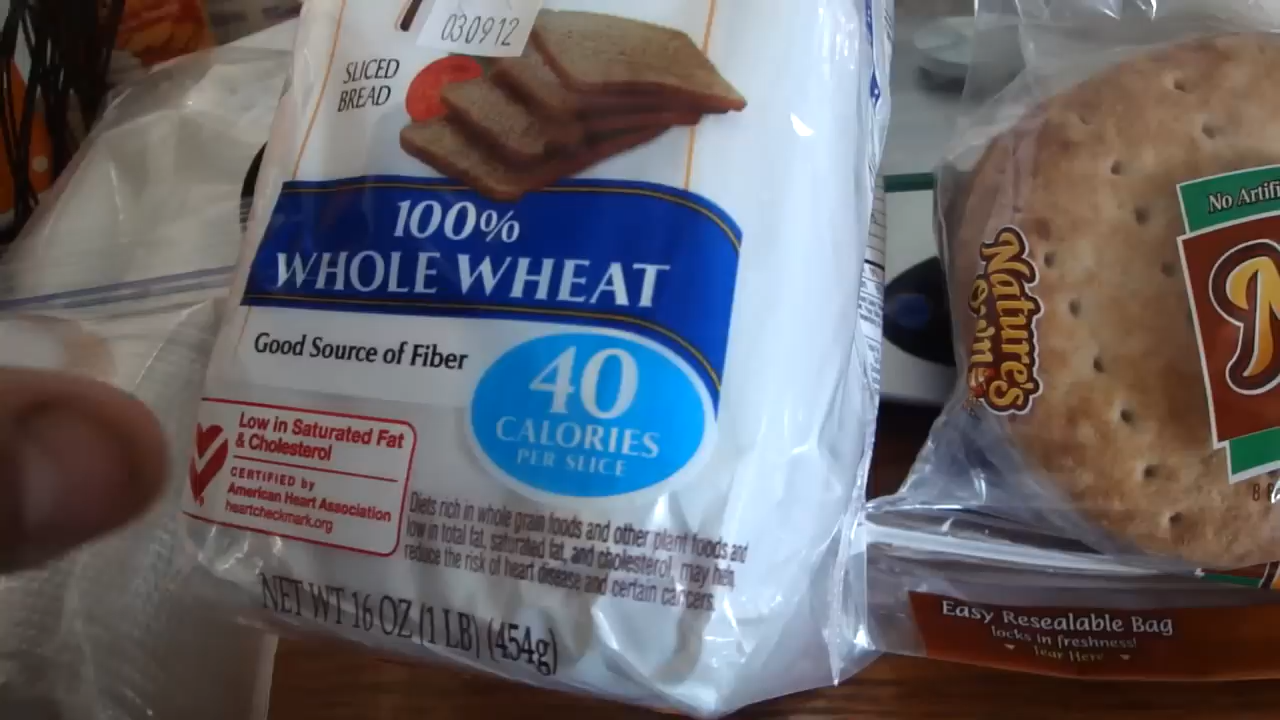 030912
SLICED
BREAD
100%
WHOLE WHEAT
Good Source of Fiber
40
CALORIES
PER SLICE
Low in Saturated Fat
& Cholesterol
CERTIFIED by
American Heart Association
heartcheckmark.org
Diets rich in whole grain foods and other plant foods and
low in total fat, saturated fat, and cholesterol, may help
reduce the risk of heart disease and certain cancers.
NET WT 16 OZ (1 LB) (454g)
No Artifi
Nature's
Own
N
Easy Resealable Bag
locks in freshness!
Tear Here